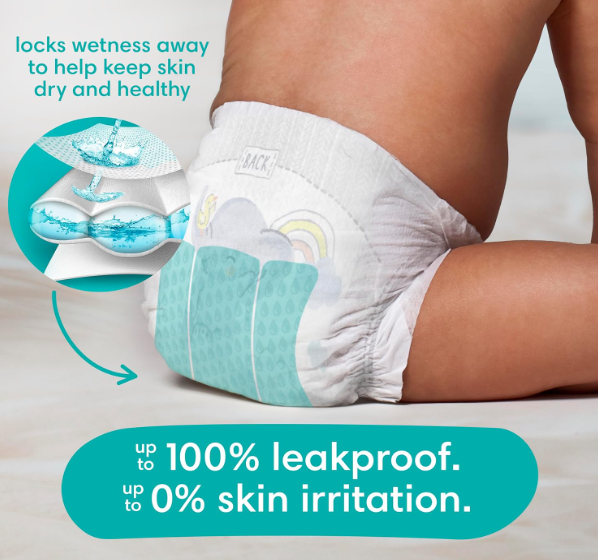 locks wetness away
to help keep skin
dry and healthy
BACK
up to 100% leakproof.
up to 0% skin irritation.